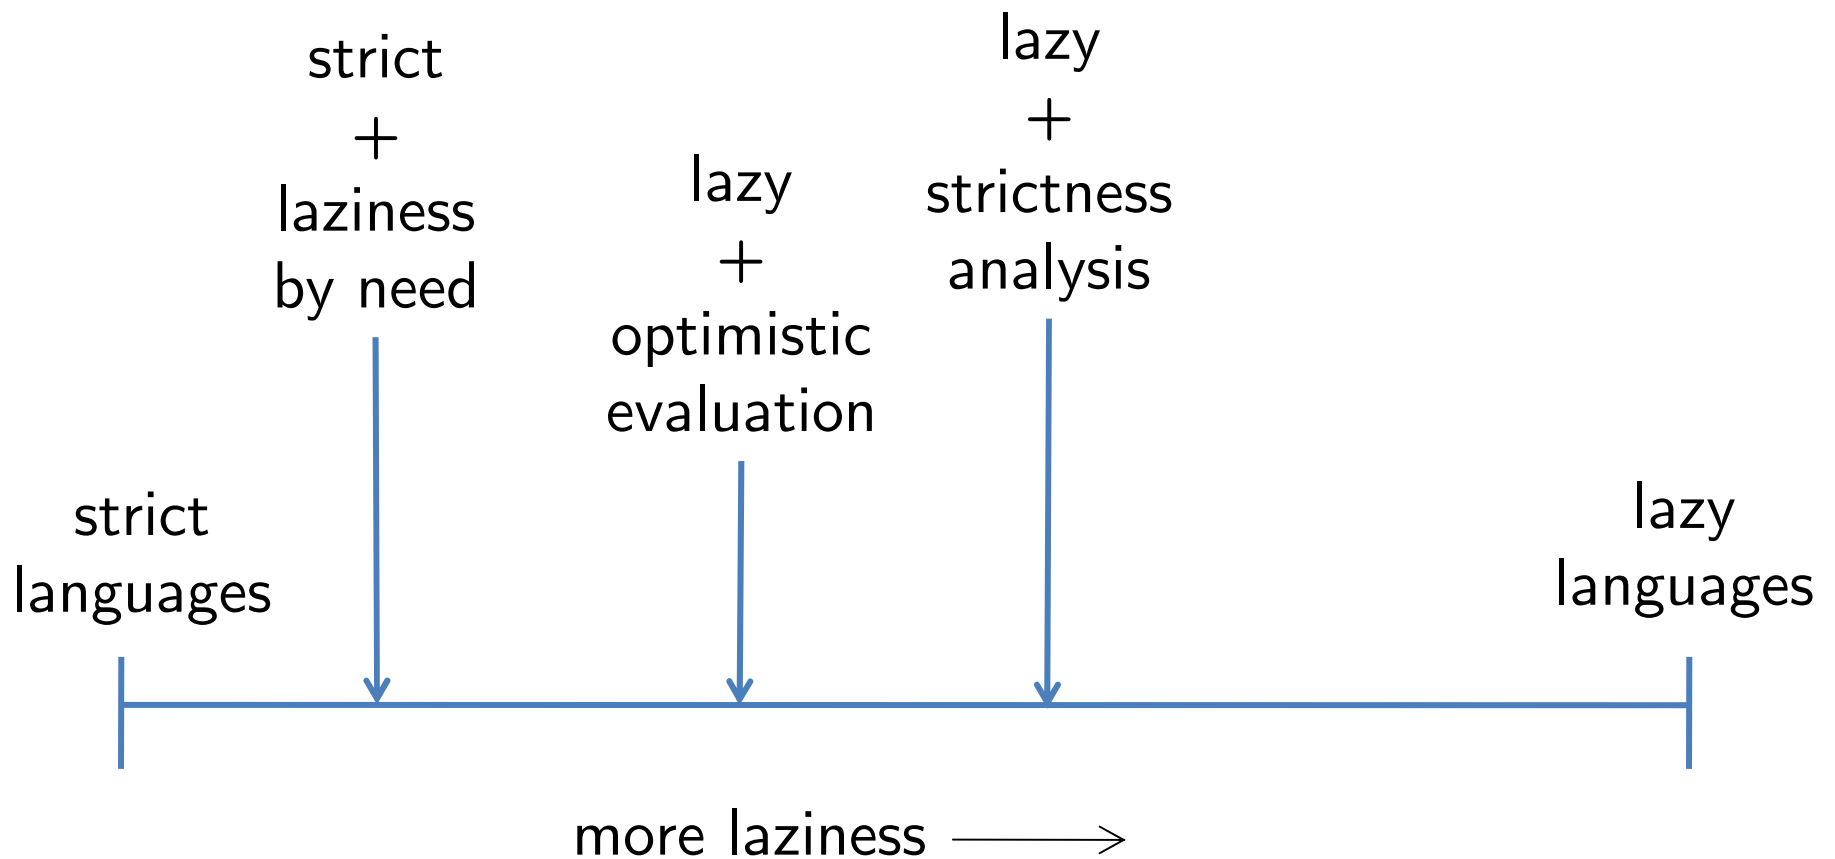 strict
+
laziness
by need
lazy
+
optimistic
evaluation
lazy
+
strictness
analysis
strict
languages
lazy
languages
more laziness